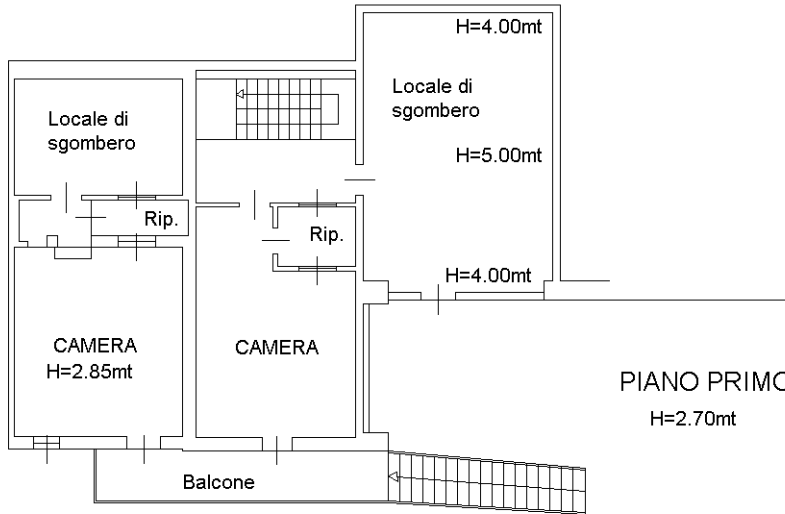 H=4.00mt
Locale di
sgombero
Locale di
sgombero
H=5.00mt
Rip.
Rip.
H=4.00mt
CAMERA
H=2.85mt
CAMERA
PIANO PRIMO
H=2.70mt
Balcone